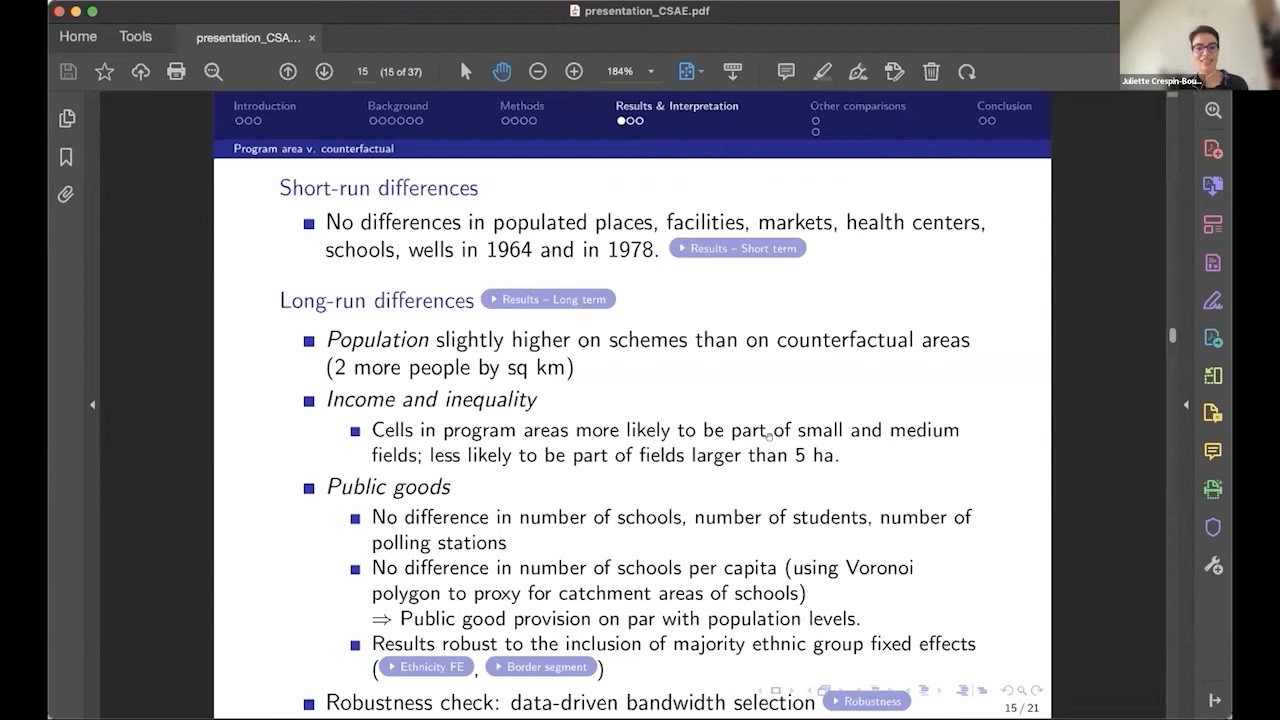 presentation_CSAE.pdf
Home Tools presentation_CSA... ×
15 (15 of 37) 184%
Juliette Crespin-Bou...
Introduction Background Methods Results & Interpretation Other comparisons Conclusion
Program area v. counterfactual
Short-run differences
No differences in populated places, facilities, markets, health centers,
schools, wells in 1964 and in 1978. Results – Short term
Long-run differences Results – Long term
Population slightly higher on schemes than on counterfactual areas
(2 more people by sq km)
Income and inequality
Cells in program areas more likely to be part of small and medium
fields; less likely to be part of fields larger than 5 ha.
Public goods
No difference in number of schools, number of students, number of
polling stations
No difference in number of schools per capita (using Voronoi
polygon to proxy for catchment areas of schools)
⇒ Public good provision on par with population levels.
Results robust to the inclusion of majority ethnic group fixed effects
( Ethnicity FE , Border segment )
Robustness check: data-driven bandwidth selection Robustness
15 / 21